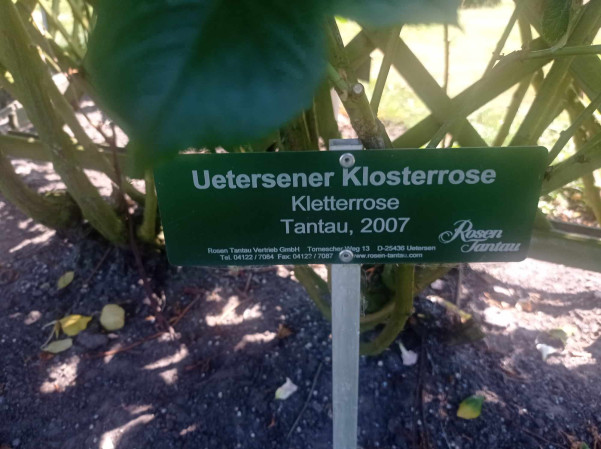 Uetersener Klosterrose
Kletterrose
Tantau, 2007
Rosen Tantau
Rosen Tantau Vertrieb GmbH Tornescher Weg 13 D-25436 Uetersen
Tel. 04122 / 7084 Fax: 04122 / 7087 www.rosen-tantau.com